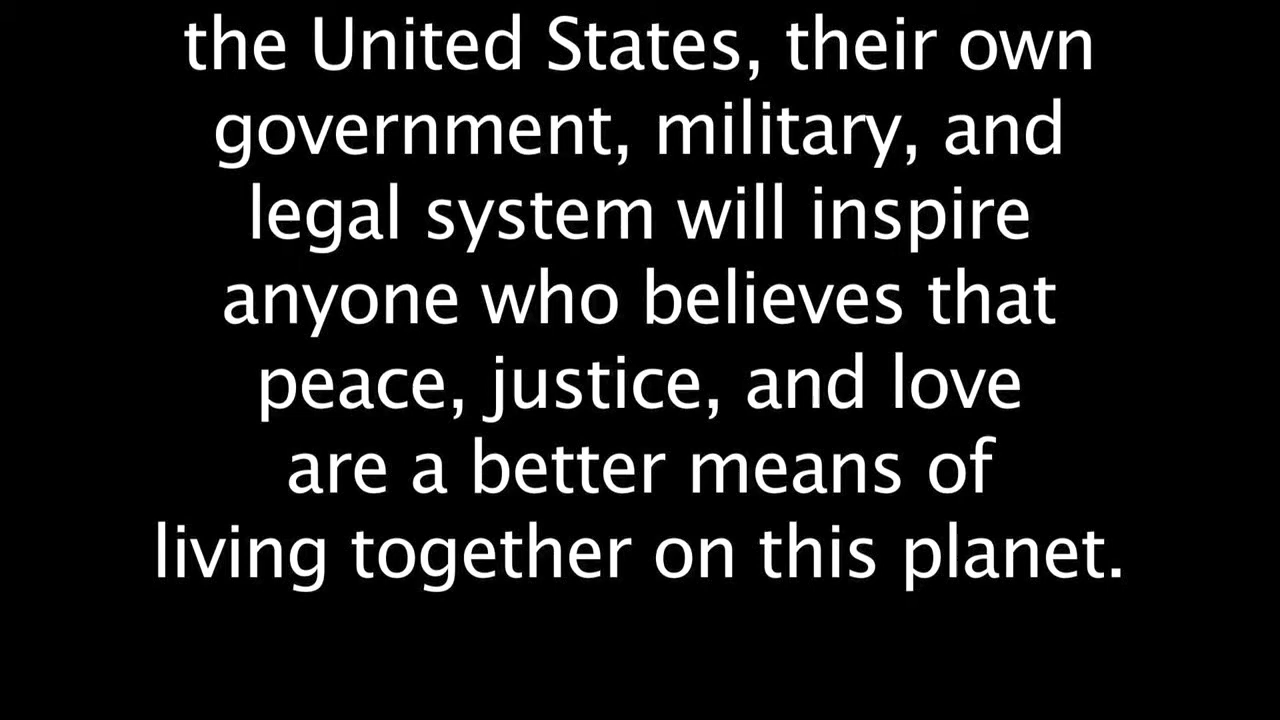 the United States, their own
government, military, and
legal system will inspire
anyone who believes that
peace, justice, and love
are a better means of
living together on this planet.